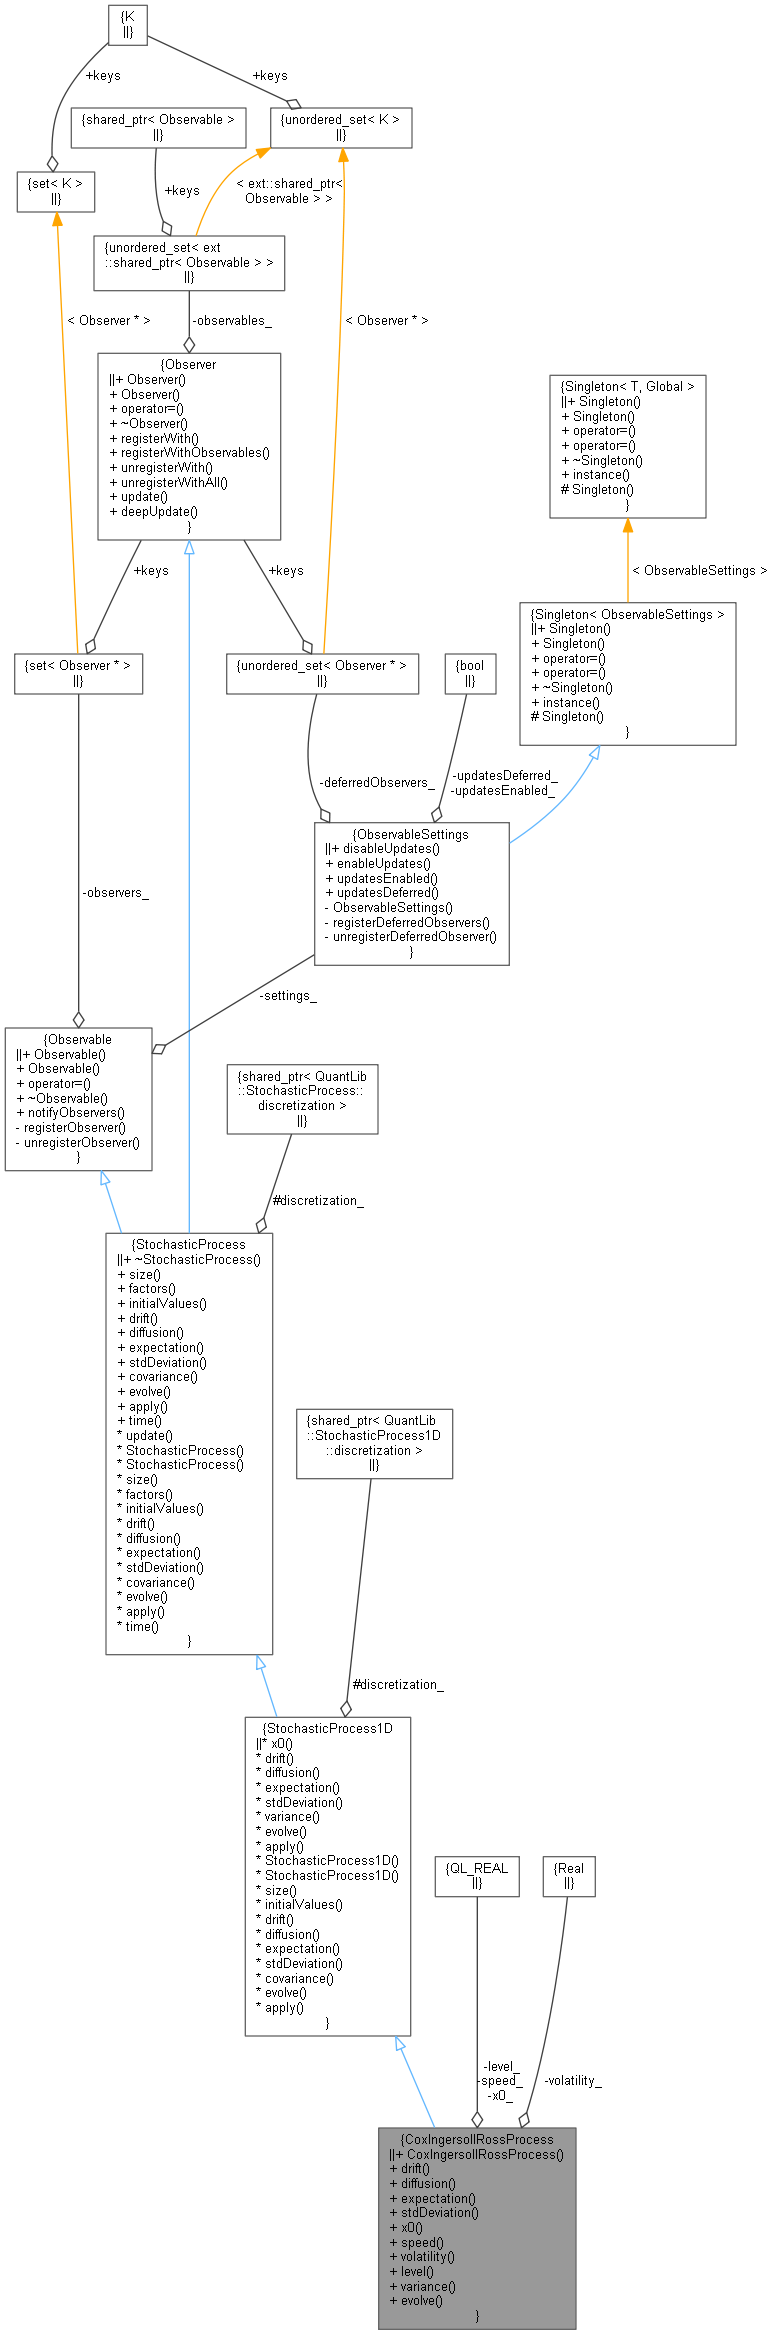 {K
||}
+keys
+keys
{shared_ptr< Observable >
||}
{unordered_set< K >
||}
{set< K >
||}
+keys
< ext::shared_ptr<
Observable > >
{unordered_set< ext
::shared_ptr< Observable > >
||}
< Observer * >
-observables_
< Observer * >
{Observer
||+ Observer()
+ Observer()
+ operator=()
+ ~Observer()
+ registerWith()
+ registerWithObservables()
+ unregisterWith()
+ unregisterWithAll()
+ update()
+ deepUpdate()
}
{Singleton< T, Global >
||+ Singleton()
+ Singleton()
+ operator=()
+ operator=()
+ ~Singleton()
+ instance()
# Singleton()
}
+keys
+keys
< ObservableSettings >
{Singleton< ObservableSettings >
||+ Singleton()
+ Singleton()
+ operator=()
+ operator=()
+ ~Singleton()
+ instance()
# Singleton()
}
{set< Observer * >
||}
{unordered_set< Observer * >
||}
{bool
||}
-deferredObservers_
-updatesDeferred_
-updatesEnabled_
{ObservableSettings
||+ disableUpdates()
+ enableUpdates()
+ updatesEnabled()
+ updatesDeferred()
- ObservableSettings()
- registerDeferredObservers()
- unregisterDeferredObserver()
}
-observers_
-settings_
{Observable
||+ Observable()
+ Observable()
+ operator=()
+ ~Observable()
+ notifyObservers()
- registerObserver()
- unregisterObserver()
}
{shared_ptr< QuantLib
::StochasticProcess::
discretization >
||}
#discretization_
{StochasticProcess
||+ ~StochasticProcess()
+ size()
+ factors()
+ initialValues()
+ drift()
+ diffusion()
+ expectation()
+ stdDeviation()
+ covariance()
+ evolve()
+ apply()
+ time()
* update()
* StochasticProcess()
* StochasticProcess()
* size()
* factors()
* initialValues()
* drift()
* diffusion()
* expectation()
* stdDeviation()
* covariance()
* evolve()
* apply()
* time()
}
{shared_ptr< QuantLib
::StochasticProcess1D
::discretization >
||}
#discretization_
{StochasticProcess1D
||* x0()
* drift()
* diffusion()
* expectation()
* stdDeviation()
* variance()
* evolve()
* apply()
* StochasticProcess1D()
* StochasticProcess1D()
* size()
* initialValues()
* drift()
* diffusion()
* expectation()
* stdDeviation()
* covariance()
* evolve()
* apply()
}
{QL_REAL
||}
{Real
||}
-level_
-speed_
-x0_
-volatility_
{CoxIngersollRossProcess
||+ CoxIngersollRossProcess()
+ drift()
+ diffusion()
+ expectation()
+ stdDeviation()
+ x0()
+ speed()
+ volatility()
+ level()
+ variance()
+ evolve()
}